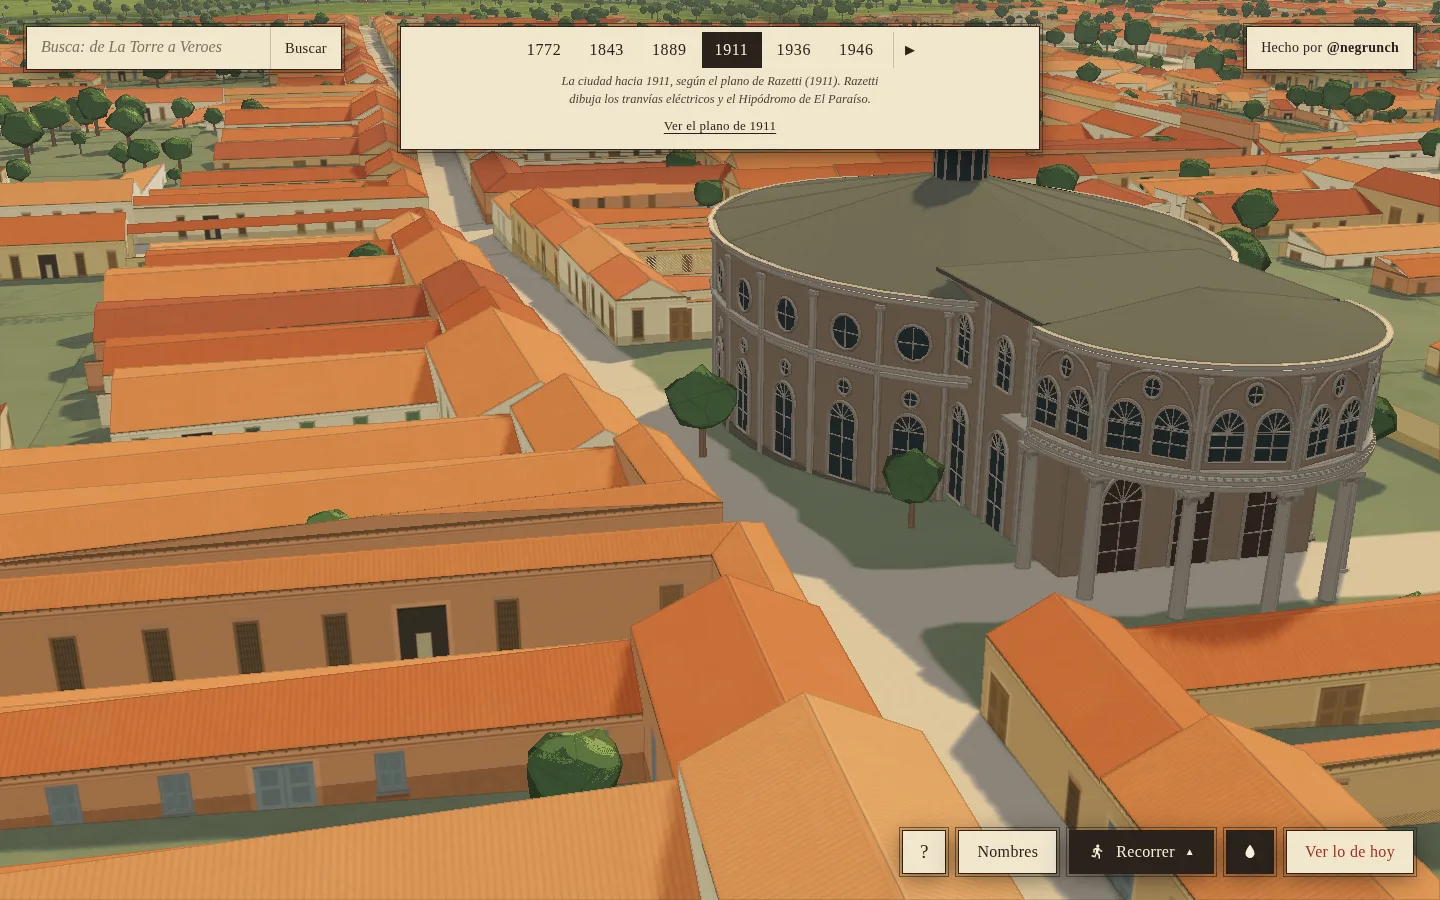 Busca: de La Torre a Veroes
Buscar
1772 1843 1889 1911 1936 1946 ▶
La ciudad hacia 1911, según el plano de Razetti (1911). Razetti
dibuja los tranvías eléctricos y el Hipódromo de El Paraíso.
Ver el plano de 1911
Hecho por @negrunch
?
Nombres
Recorrer ▲
Ver lo de hoy